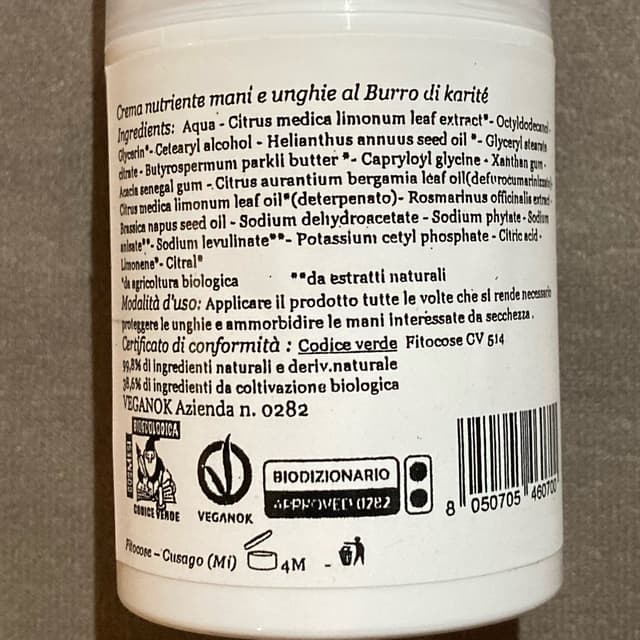 Crema nutriente mani e unghie al Burro di karité
Ingredients: Aqua - Citrus medica limonum leaf extract*- Octyldodecanol -
Glycerin*- Cetearyl alcohol - Helianthus annuus seed oil *- Glyceryl stearate
citrate - Butyrospermum parkii butter *- Capryloyl glycine - Xanthan gum -
Acacia senegal gum - Citrus aurantium bergamia leaf oil(defurocumarinizzato)
Citrus medica limonum leaf oil*(deterpenato)- Rosmarinus officinalis extract -
Brassica napus seed oil - Sodium dehydroacetate - Sodium phytate - Sodium
anisate**- Sodium levulinate**- Potassium cetyl phosphate - Citric acid -
Limonene*- Citral*
*da agricoltura biologica **da estratti naturali
Modalità d'uso: Applicare il prodotto tutte le volte che si rende necessario
proteggere le unghie e ammorbidire le mani interessate da secchezza.
Certificato di conformità : Codice verde Fitocose CV 514
99,8% di ingredienti naturali e deriv.naturale
38,6% di ingredienti da coltivazione biologica
VEGANOK Azienda n. 0282
BIOECOLOGICA
COSMESI
CODICE VERDE
VEGANOK
BIODIZIONARIO
APPROVED 0282
8 050705 460700
Fitocose - Cusago (Mi) 4M -